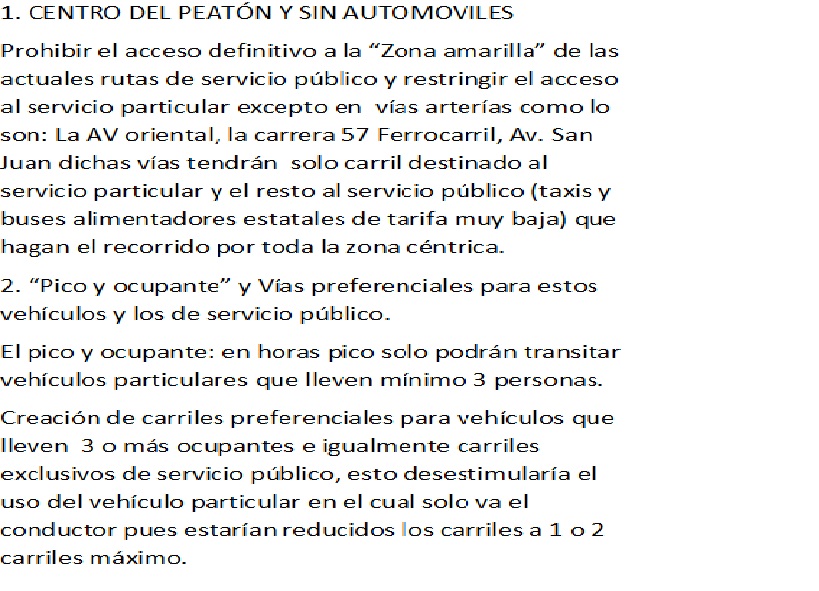 1. CENTRO DEL PEATÓN Y SIN AUTOMOVILES
Prohibir el acceso definitivo a la “Zona amarilla” de las
actuales rutas de servicio público y restringir el acceso
al servicio particular excepto en vías arterías como lo
son: La AV oriental, la carrera 57 Ferrocarril, Av. San
Juan dichas vías tendrán solo carril destinado al
servicio particular y el resto al servicio público (taxis y
buses alimentadores estatales de tarifa muy baja) que
hagan el recorrido por toda la zona céntrica.
2. “Pico y ocupante” y Vías preferenciales para estos
vehículos y los de servicio público.
El pico y ocupante: en horas pico solo podrán transitar
vehículos particulares que lleven mínimo 3 personas.
Creación de carriles preferenciales para vehículos que
lleven 3 o más ocupantes e igualmente carriles
exclusivos de servicio público, esto desestimularía el
uso del vehículo particular en el cual solo va el
conductor pues estarían reducidos los carriles a 1 o 2
carriles máximo.